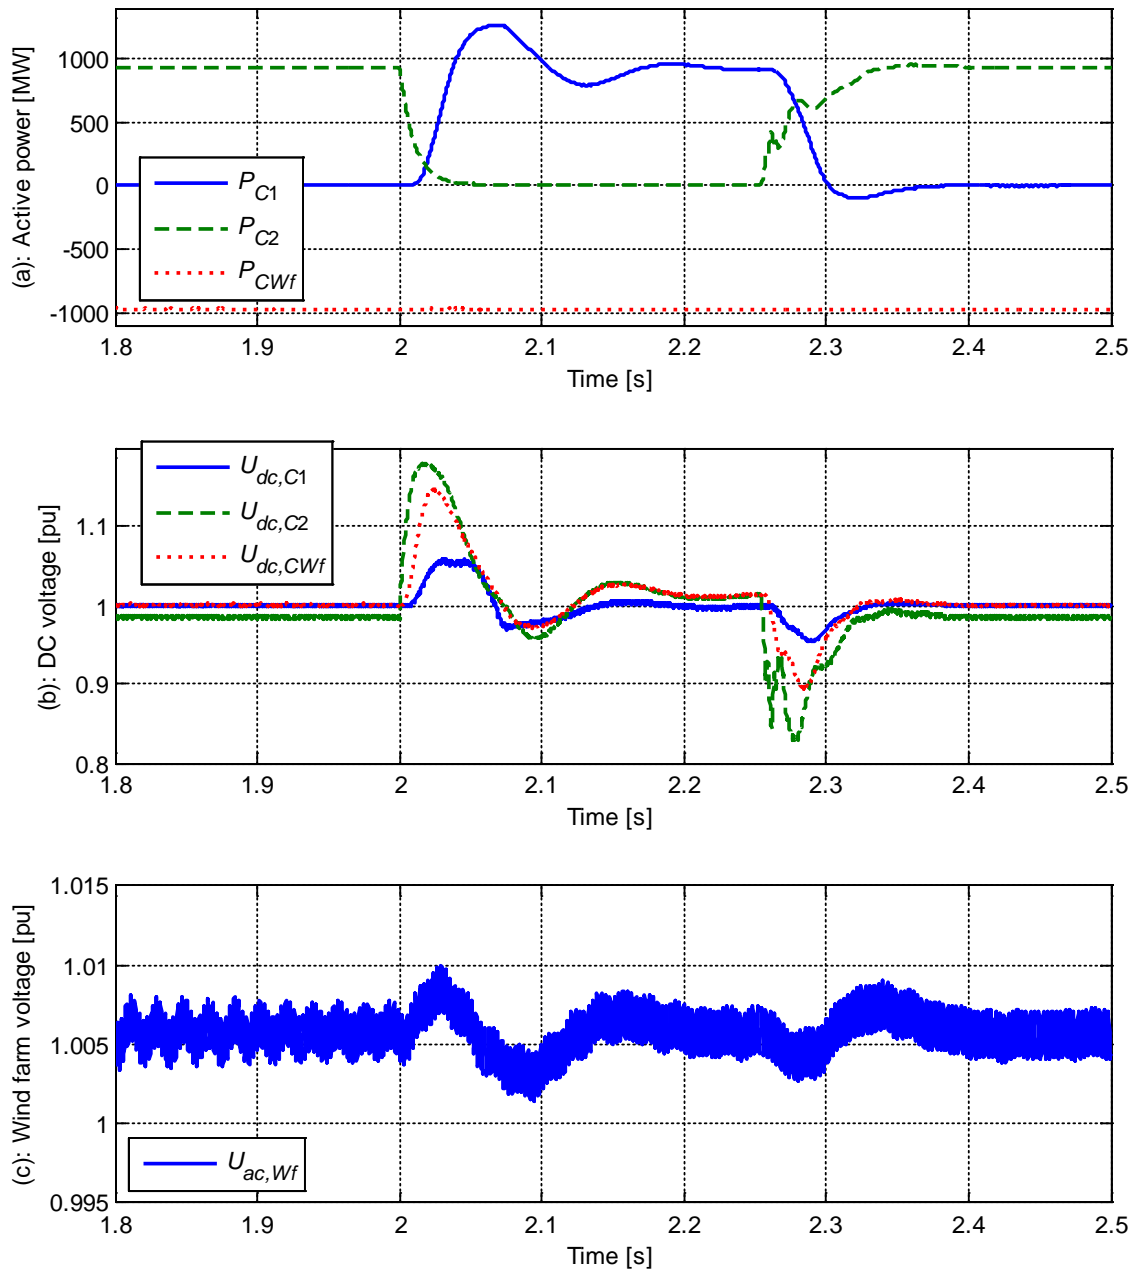 (a): Active power [MW]
1000
500
0
-500
-1000
P_C1
P_C2
P_CWf
1.8 1.9 2 2.1 2.2 2.3 2.4 2.5
Time [s]
(b): DC voltage [pu]
1.1
1
0.9
0.8
U_dc,C1
U_dc,C2
U_dc,CWf
1.8 1.9 2 2.1 2.2 2.3 2.4 2.5
Time [s]
(c): Wind farm voltage [pu]
1.015
1.01
1.005
1
0.995
U_ac,Wf
1.8 1.9 2 2.1 2.2 2.3 2.4 2.5
Time [s]